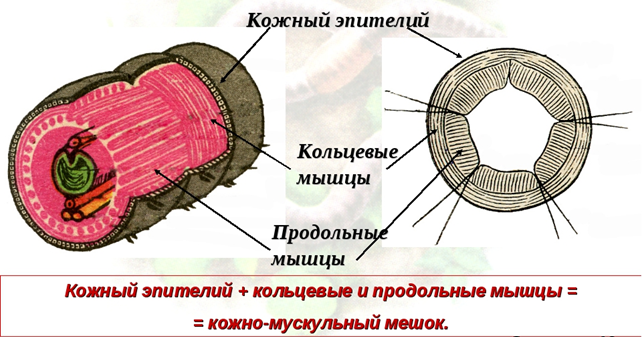 Кожный эпителий
Кольцевые
мышцы
Продольные
мышцы
Кожный эпителий + кольцевые и продольные мышцы =
= кожно-мускульный мешок.